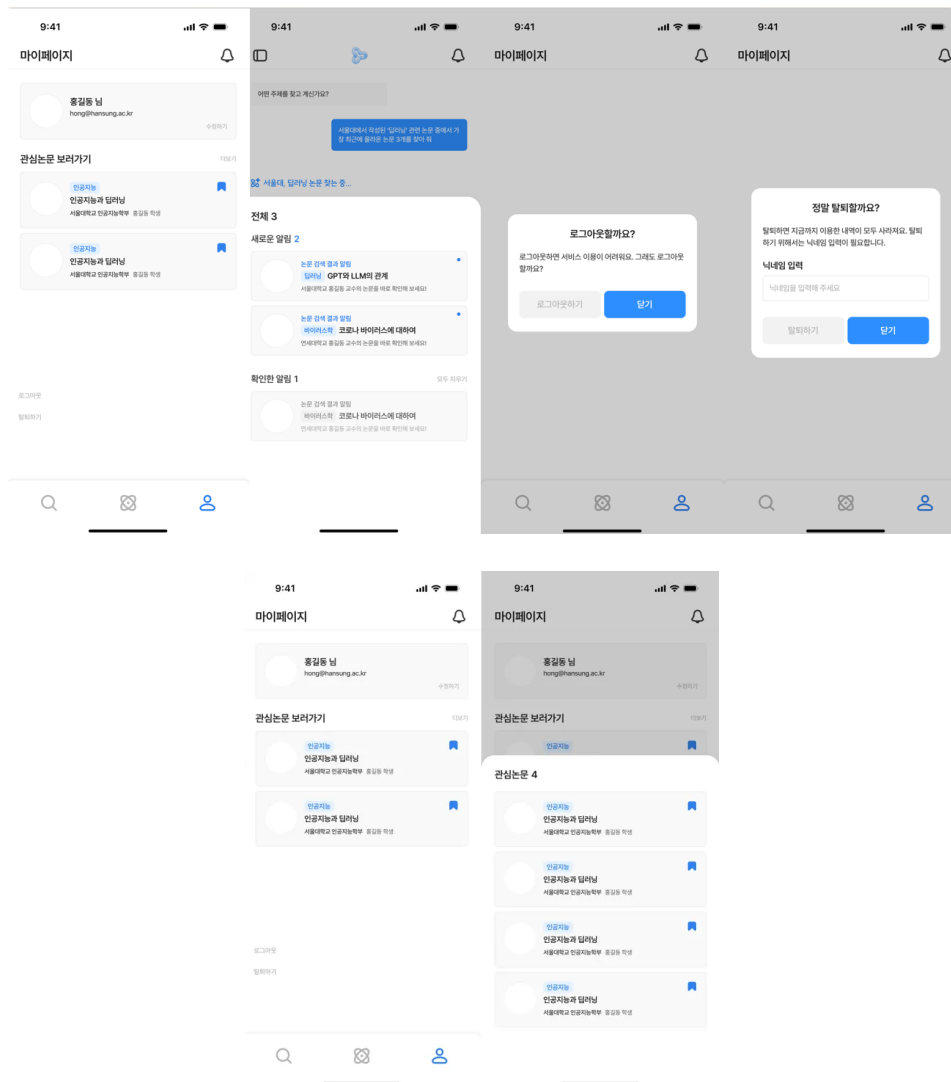 9:41
마이페이지
홍길동 님
hong@hansung.ac.kr
수정하기
관심논문 보러가기
더보기
인공지능
인공지능과 딥러닝
서울대학교 인공지능학부 홍길동 학생
인공지능
인공지능과 딥러닝
서울대학교 인공지능학부 홍길동 학생
로그아웃
탈퇴하기
9:41
어떤 주제를 찾고 계신가요?
서울대에서 작성된 '딥러닝' 관련 논문 중에서 가
장 최근에 올라온 논문 3개를 찾아 줘
서울대, 딥러닝 논문 찾는 중...
전체 3
새로운 알림 2
논문 검색 결과 알림
딥러닝 GPT와 LLM의 관계
서울대학교 홍길동 교수의 논문을 바로 확인해 보세요!
논문 검색 결과 알림
바이러스학 코로나 바이러스에 대하여
연세대학교 홍길동 교수의 논문을 바로 확인해 보세요!
확인한 알림 1
모두 지우기
논문 검색 결과 알림
바이러스학 코로나 바이러스에 대하여
연세대학교 홍길동 교수의 논문을 바로 확인해 보세요!
9:41
마이페이지
로그아웃할까요?
로그아웃하면 서비스 이용이 어려워요. 그래도 로그아웃
할까요?
로그아웃하기
닫기
9:41
마이페이지
정말 탈퇴할까요?
탈퇴하면 지금까지 이용한 내역이 모두 사라져요. 탈퇴
하기 위해서는 닉네임 입력이 필요합니다.
닉네임 입력
닉네임을 입력해 주세요
탈퇴하기
닫기
9:41
마이페이지
홍길동 님
hong@hansung.ac.kr
수정하기
관심논문 보러가기
더보기
인공지능
인공지능과 딥러닝
서울대학교 인공지능학부 홍길동 학생
인공지능
인공지능과 딥러닝
서울대학교 인공지능학부 홍길동 학생
로그아웃
탈퇴하기
9:41
마이페이지
홍길동 님
hong@hansung.ac.kr
수정하기
관심논문 보러가기
더보기
인공지능
관심논문 4
인공지능
인공지능과 딥러닝
서울대학교 인공지능학부 홍길동 학생
인공지능
인공지능과 딥러닝
서울대학교 인공지능학부 홍길동 학생
인공지능
인공지능과 딥러닝
서울대학교 인공지능학부 홍길동 학생
인공지능
인공지능과 딥러닝
서울대학교 인공지능학부 홍길동 학생